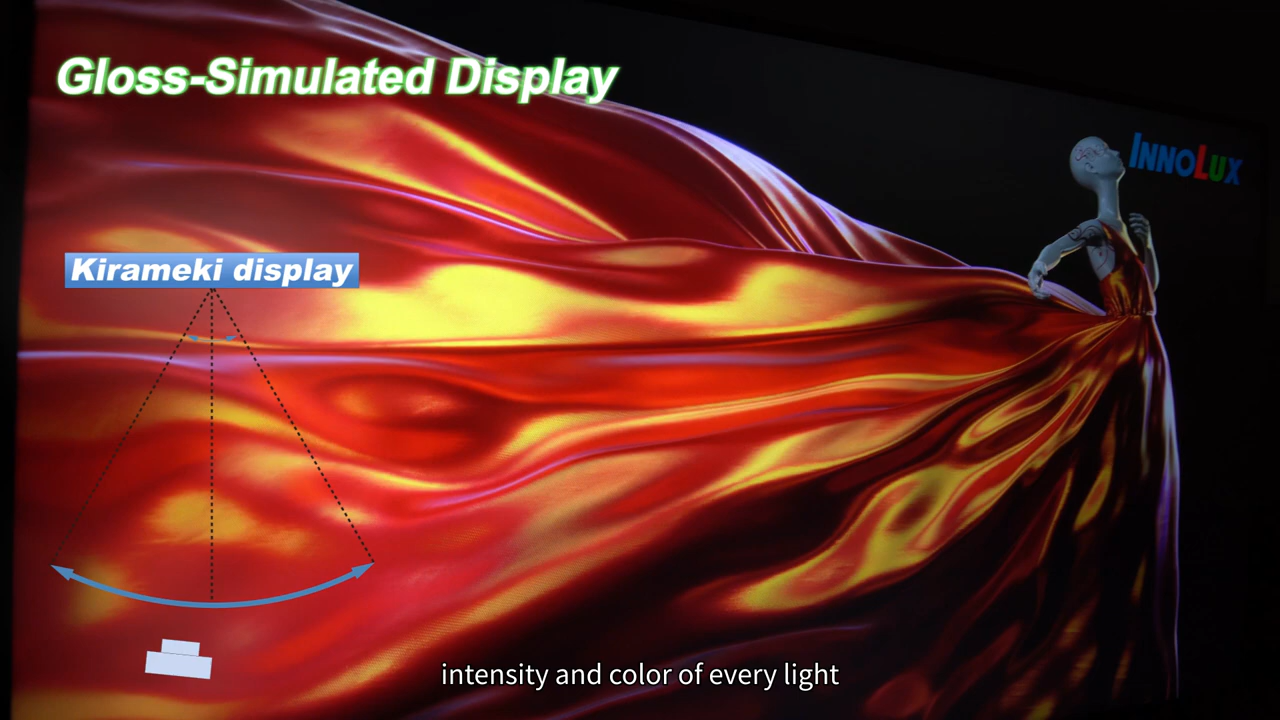 Gloss-Simulated Display
INNOLUX
Kirameki display
intensity and color of every light